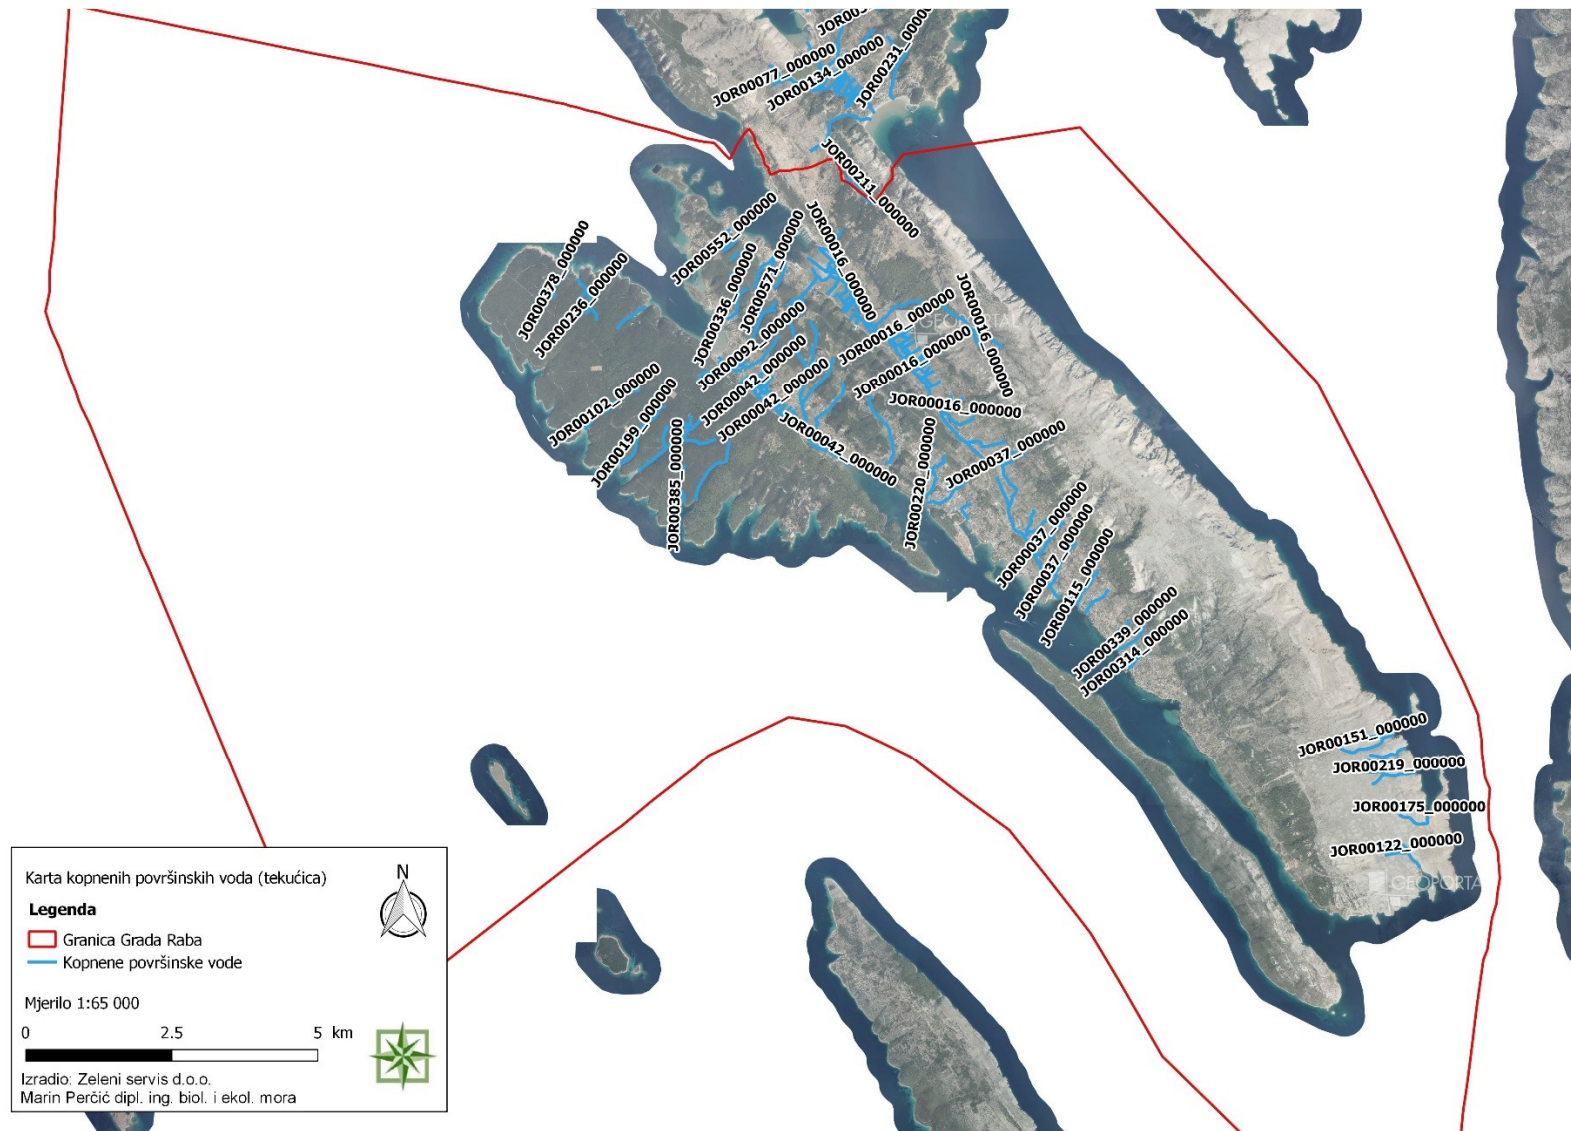 JOR00077_000000
JOR00134_000000
JOR00231_000000
JOR00211_000000
JOR00552_000000
JOR00016_000000
JOR00378_000000
JOR00236_000000
JOR00336_000000
JOR00571_000000
JOR00092_000000
JOR00016_000000
JOR00016_000000
JOR00016_000000
GEOPORTAL
JOR00042_000000
JOR00042_000000
JOR00102_000000
JOR00199_000000
JOR00016_000000
JOR00385_000000
JOR00042_000000
JOR00220_000000
JOR00037_000000
JOR00037_000000
JOR00037_000000
JOR00115_000000
JOR00339_000000
JOR00314_000000
JOR00151_000000
JOR00219_000000
JOR00175_000000
JOR00122_000000
GEOPORTA
Karta kopnenih površinskih voda (tekućica)
N
Legenda
Granica Grada Raba
Kopnene površinske vode
Mjerilo 1:65 000
0 2.5 5 km
Izradio: Zeleni servis d.o.o.
Marin Perčić dipl. ing. biol. i ekol. mora